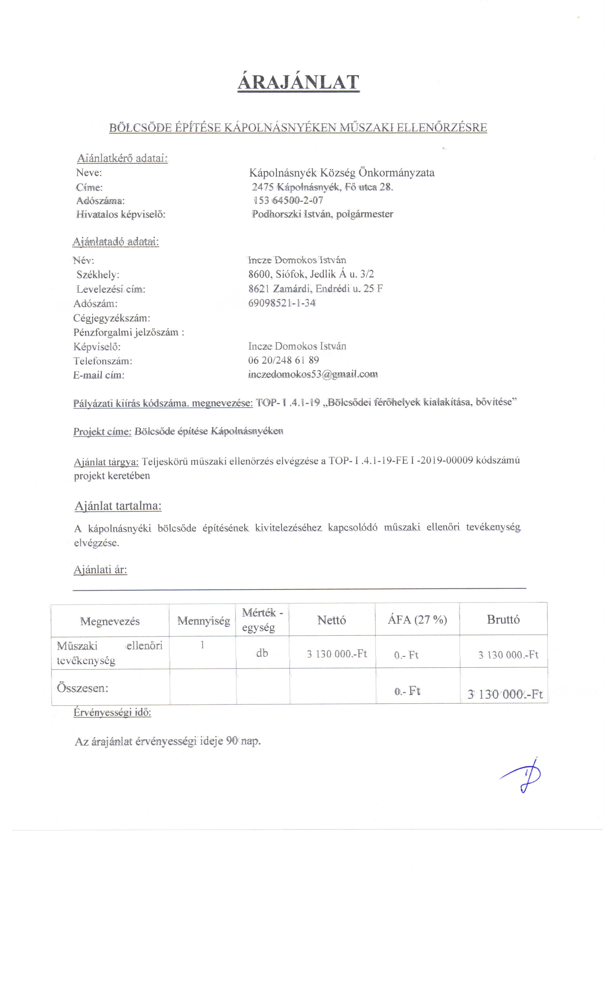 ÁRAJÁNLAT
BÖLCSŐDE ÉPÍTÉSE KÁPOLNÁSNYÉKEN MŰSZAKI ELLENŐRZÉSRE
Aiánlatkérő adatai:
Neve: Kápolnásnyék Község Önkormányzata
Címe: 2475 Kápolnásnyék, Fő utca 28.
Adószáma: 153 64500-2-07
Hivatalos képviselő: Podhorszki István, polgármester
Ajánlatadó adatai:
Név: Incze Domokos István
Székhely: 8600, Siófok, Jedlik Á u. 3/2
Levelezési cím: 8621 Zamárdi, Endrédi u. 25 F
Adószám: 69098521-1-34
Cégjegyzékszám:
Pénzforgalmi jelzőszám :
Képviselő: Incze Domokos István
Telefonszám: 06 20/248 61 89
E-mail cím: inczedomokos53@gmail.com
Pályázati kiírás kódszáma. megnevezése: TOP- I .4.1-19 „Bölcsődei férőhelyek kialakítása, bővítése”
Projekt címe: Bölcsőde építése Kápolnásnyéken
Ajánlat tárgya: Teljeskörű műszaki ellenőrzés elvégzése a TOP- I .4.1-19-FE I -2019-00009 kódszámú
projekt keretében
Ajánlat tartalma:
A kápolnásnyéki bölcsőde építésének kivitelezéséhez kapcsolódó műszaki ellenőri tevékenység
elvégzése.
Ajánlati ár:
Megnevezés Mennyiség Mérték - egység Nettó ÁFA (27 %) Bruttó
Műszaki ellenőri tevékenység 1 db 3 130 000.-Ft 0.- Ft 3 130 000.-Ft
Összesen: 0.- Ft 3 130 000.-Ft
Érvényességi idő:
Az árajánlat érvényességi ideje 90 nap.